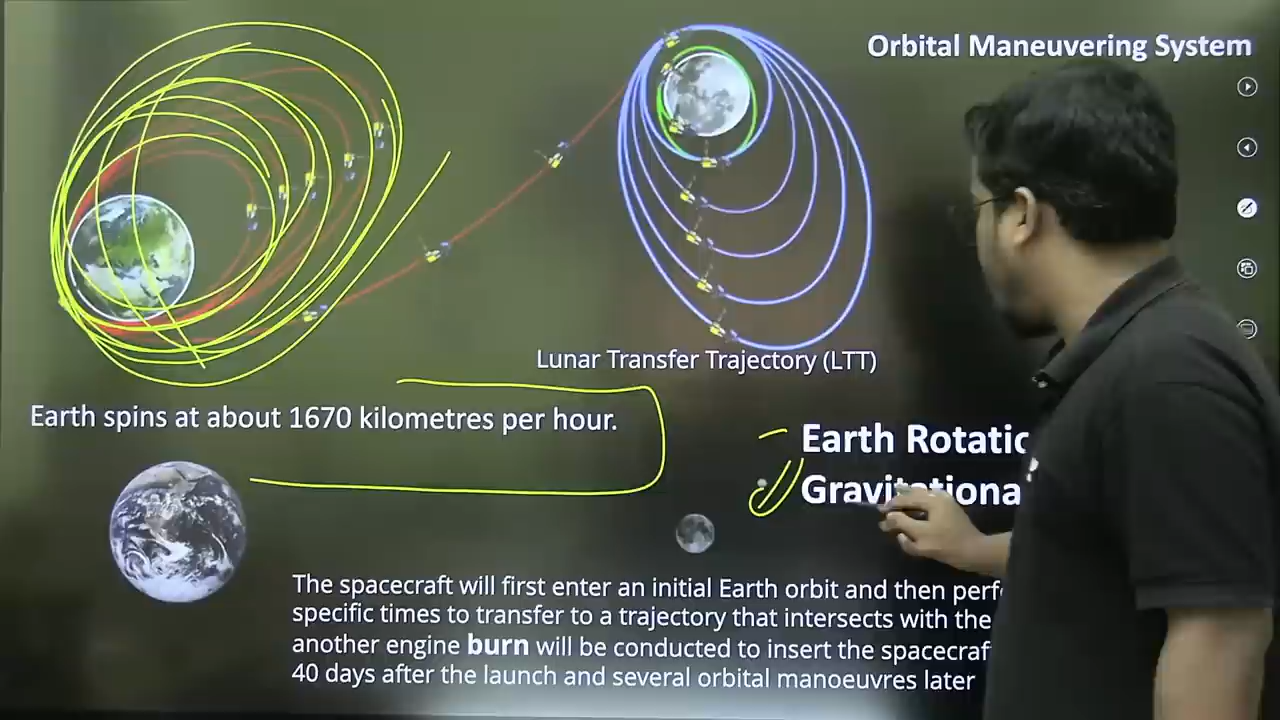 Orbital Maneuvering System
Lunar Transfer Trajectory (LTT)
Earth spins at about 1670 kilometres per hour.
Earth
Gravitationa
The spacecraft will first enter an initial Earth orbit and then
specific times to transfer to a trajectory that intersects with the
another engine burn will be conducted to insert the
40 days after the launch and several orbital manoeuvres later